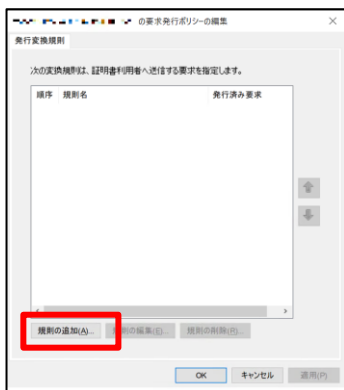 の要求発行ポリシーの編集
発行変換規則
次の変換規則は、証明書利用者へ送信する要求を指定します。
順序 規則名 発行済み要求
規則の追加(A)... 規則の編集(E)... 規則の削除(R)...
OK キャンセル 適用(P)